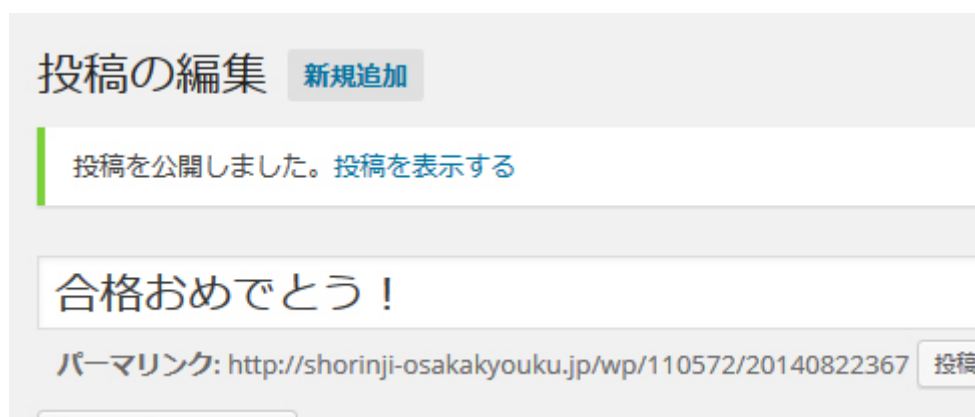 投稿の編集 新規追加
投稿を公開しました。投稿を表示する
合格おめでとう！
パーマリンク: http://shorinji-osakakyouku.jp/wp/110572/20140822367 投稿